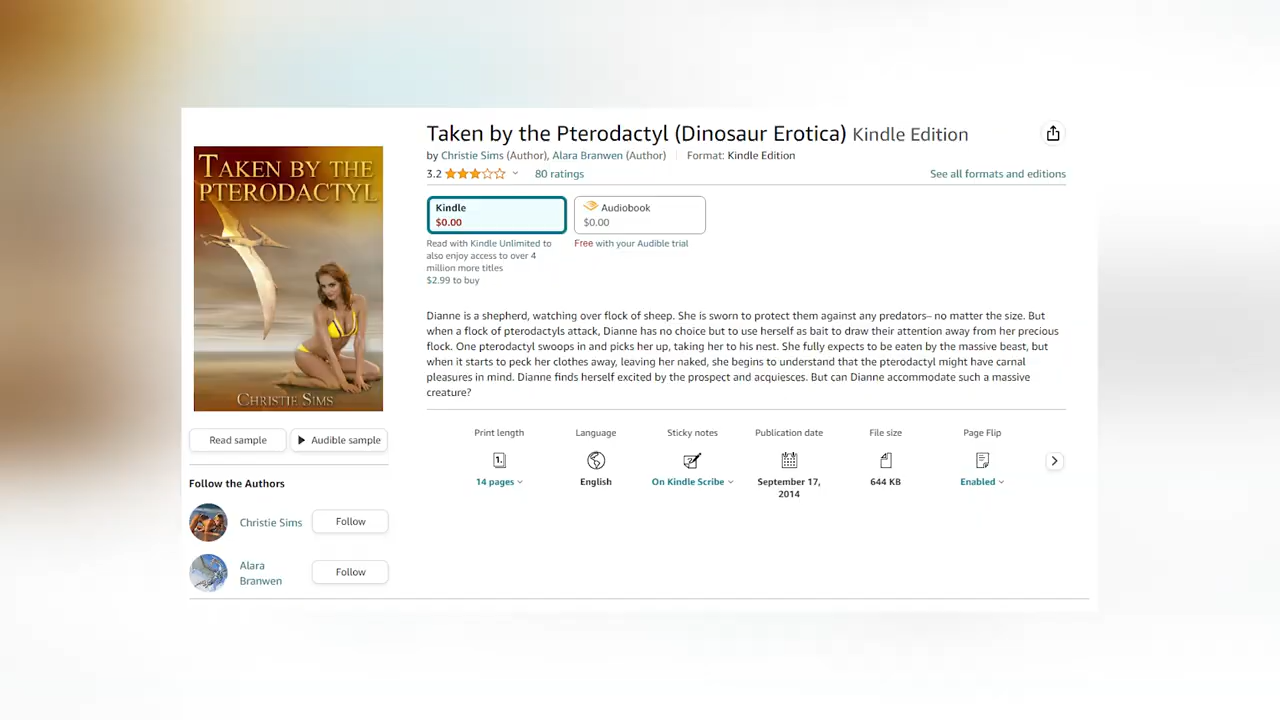 Taken by the Pterodactyl (Dinosaur Erotica) Kindle Edition
by Christie Sims (Author), Alara Branwen (Author) Format: Kindle Edition
3.2 80 ratings
See all formats and editions
Kindle
$0.00
Audiobook
$0.00
Read with Kindle Unlimited to
also enjoy access to over 4
million more titles
$2.99 to buy
Free with your Audible trial
Dianne is a shepherd, watching over flock of sheep. She is sworn to protect them against any predators– no matter the size. But
when a flock of pterodactyls attack, Dianne has no choice but to use herself as bait to draw their attention away from her precious
flock. One pterodactyl swoops in and picks her up, taking her to his nest. She fully expects to be eaten by the massive beast, but
when it starts to peck her clothes away, leaving her naked, she begins to understand that the pterodactyl might have carnal
pleasures in mind. Dianne finds herself excited by the prospect and acquiesces. But can Dianne accommodate such a massive
creature?
TAKEN BY THE
PTERODACTYL
CHRISTIE SIMS
Read sample
Audible sample
Follow the Authors
Christie Sims
Follow
Alara
Branwen
Follow
Print length
1.
14 pages
Language
English
Sticky notes
On Kindle Scribe
Publication date
September 17,
2014
File size
644 KB
Page Flip
Enabled